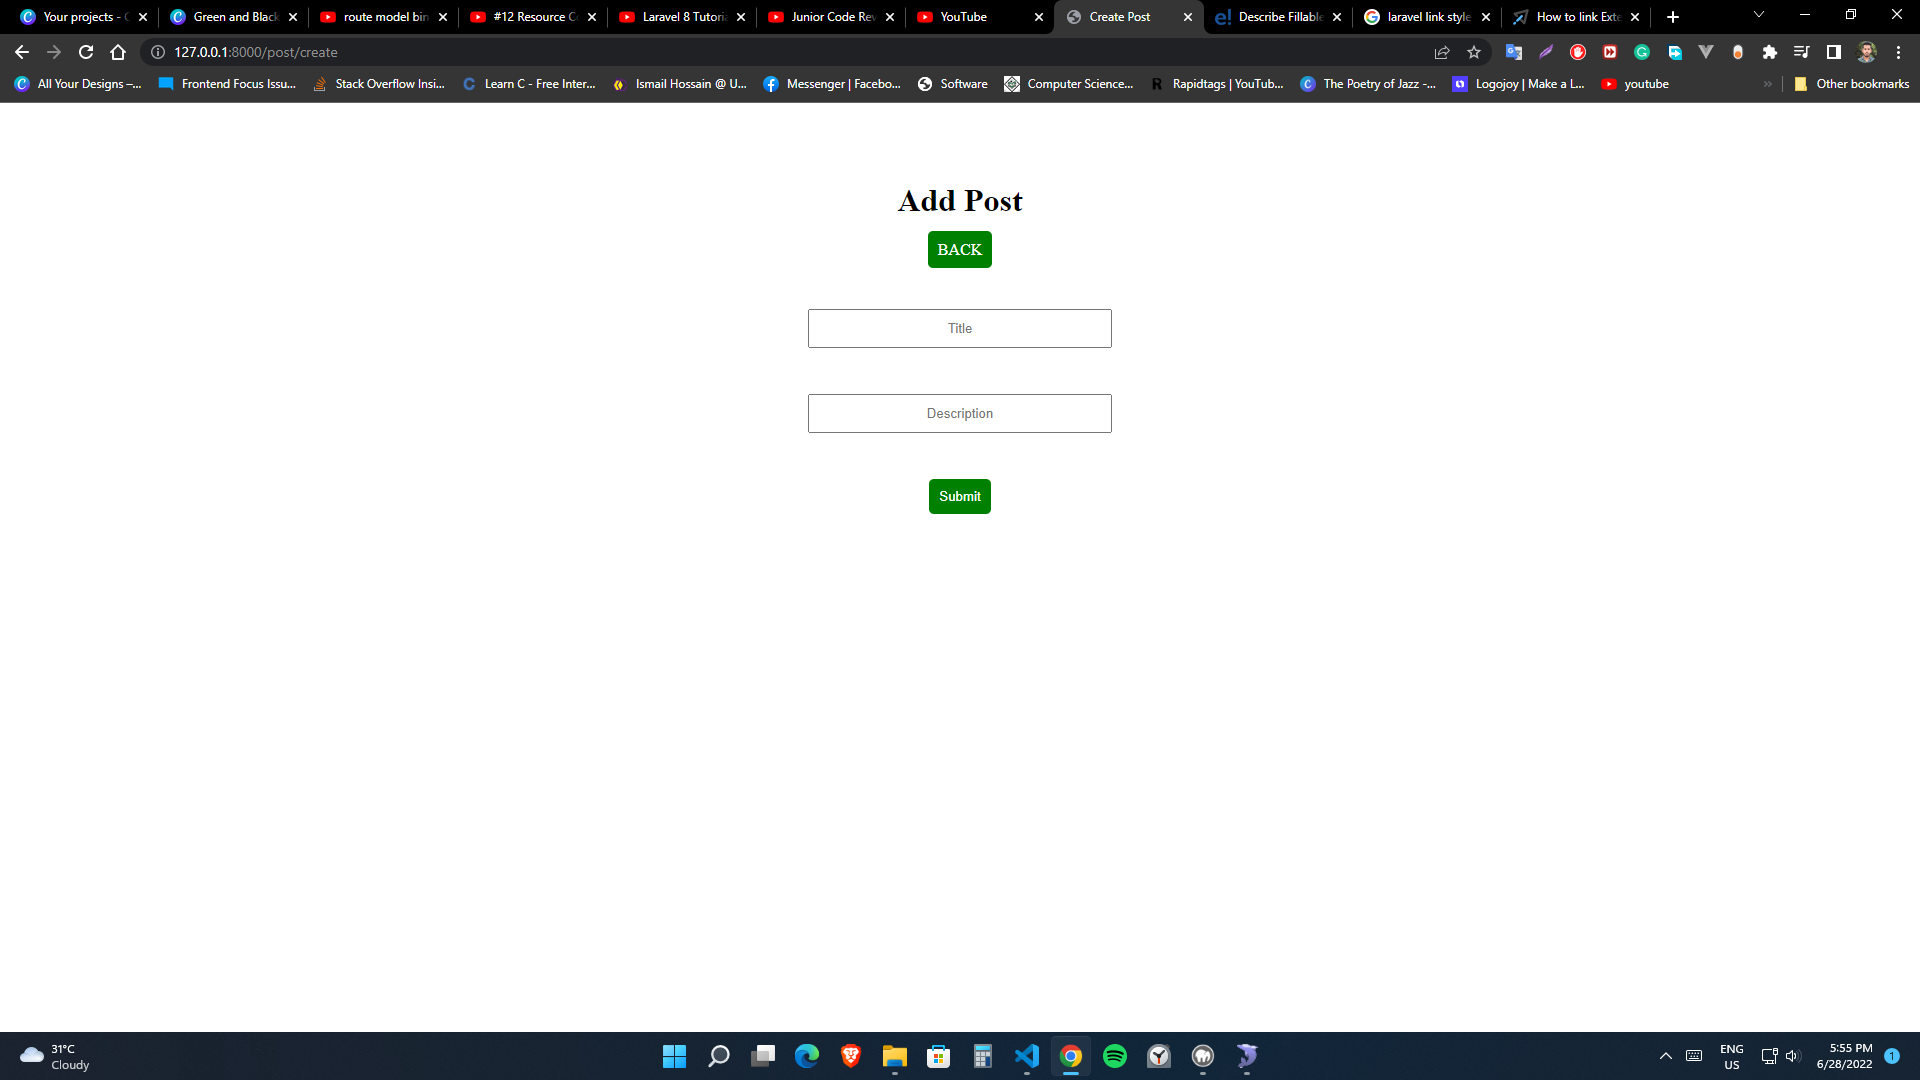 Your projects - C
Green and Black
route model bin
#12 Resource Co
Laravel 8 Tutoria
Junior Code Rev
YouTube
Create Post
Describe Fillable
laravel link style
How to link Exte
127.0.0.1:8000/post/create
All Your Designs –...
Frontend Focus Issu...
Stack Overflow Insi...
Learn C - Free Inter...
Ismail Hossain @ U...
Messenger | Facebo...
Software
Computer Science...
Rapidtags | YouTub...
The Poetry of Jazz -...
Logojoy | Make a L...
youtube
»
Other bookmarks
Add Post
BACK
Title
Description
Submit
31°C
Cloudy
ENG
US
5:55 PM
6/28/2022
1